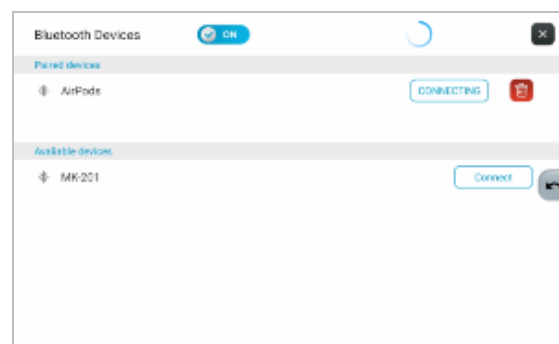 Bluetooth Devices ON
Paired devices
AirPods CONNECTING
Available devices
MK-201 Connect